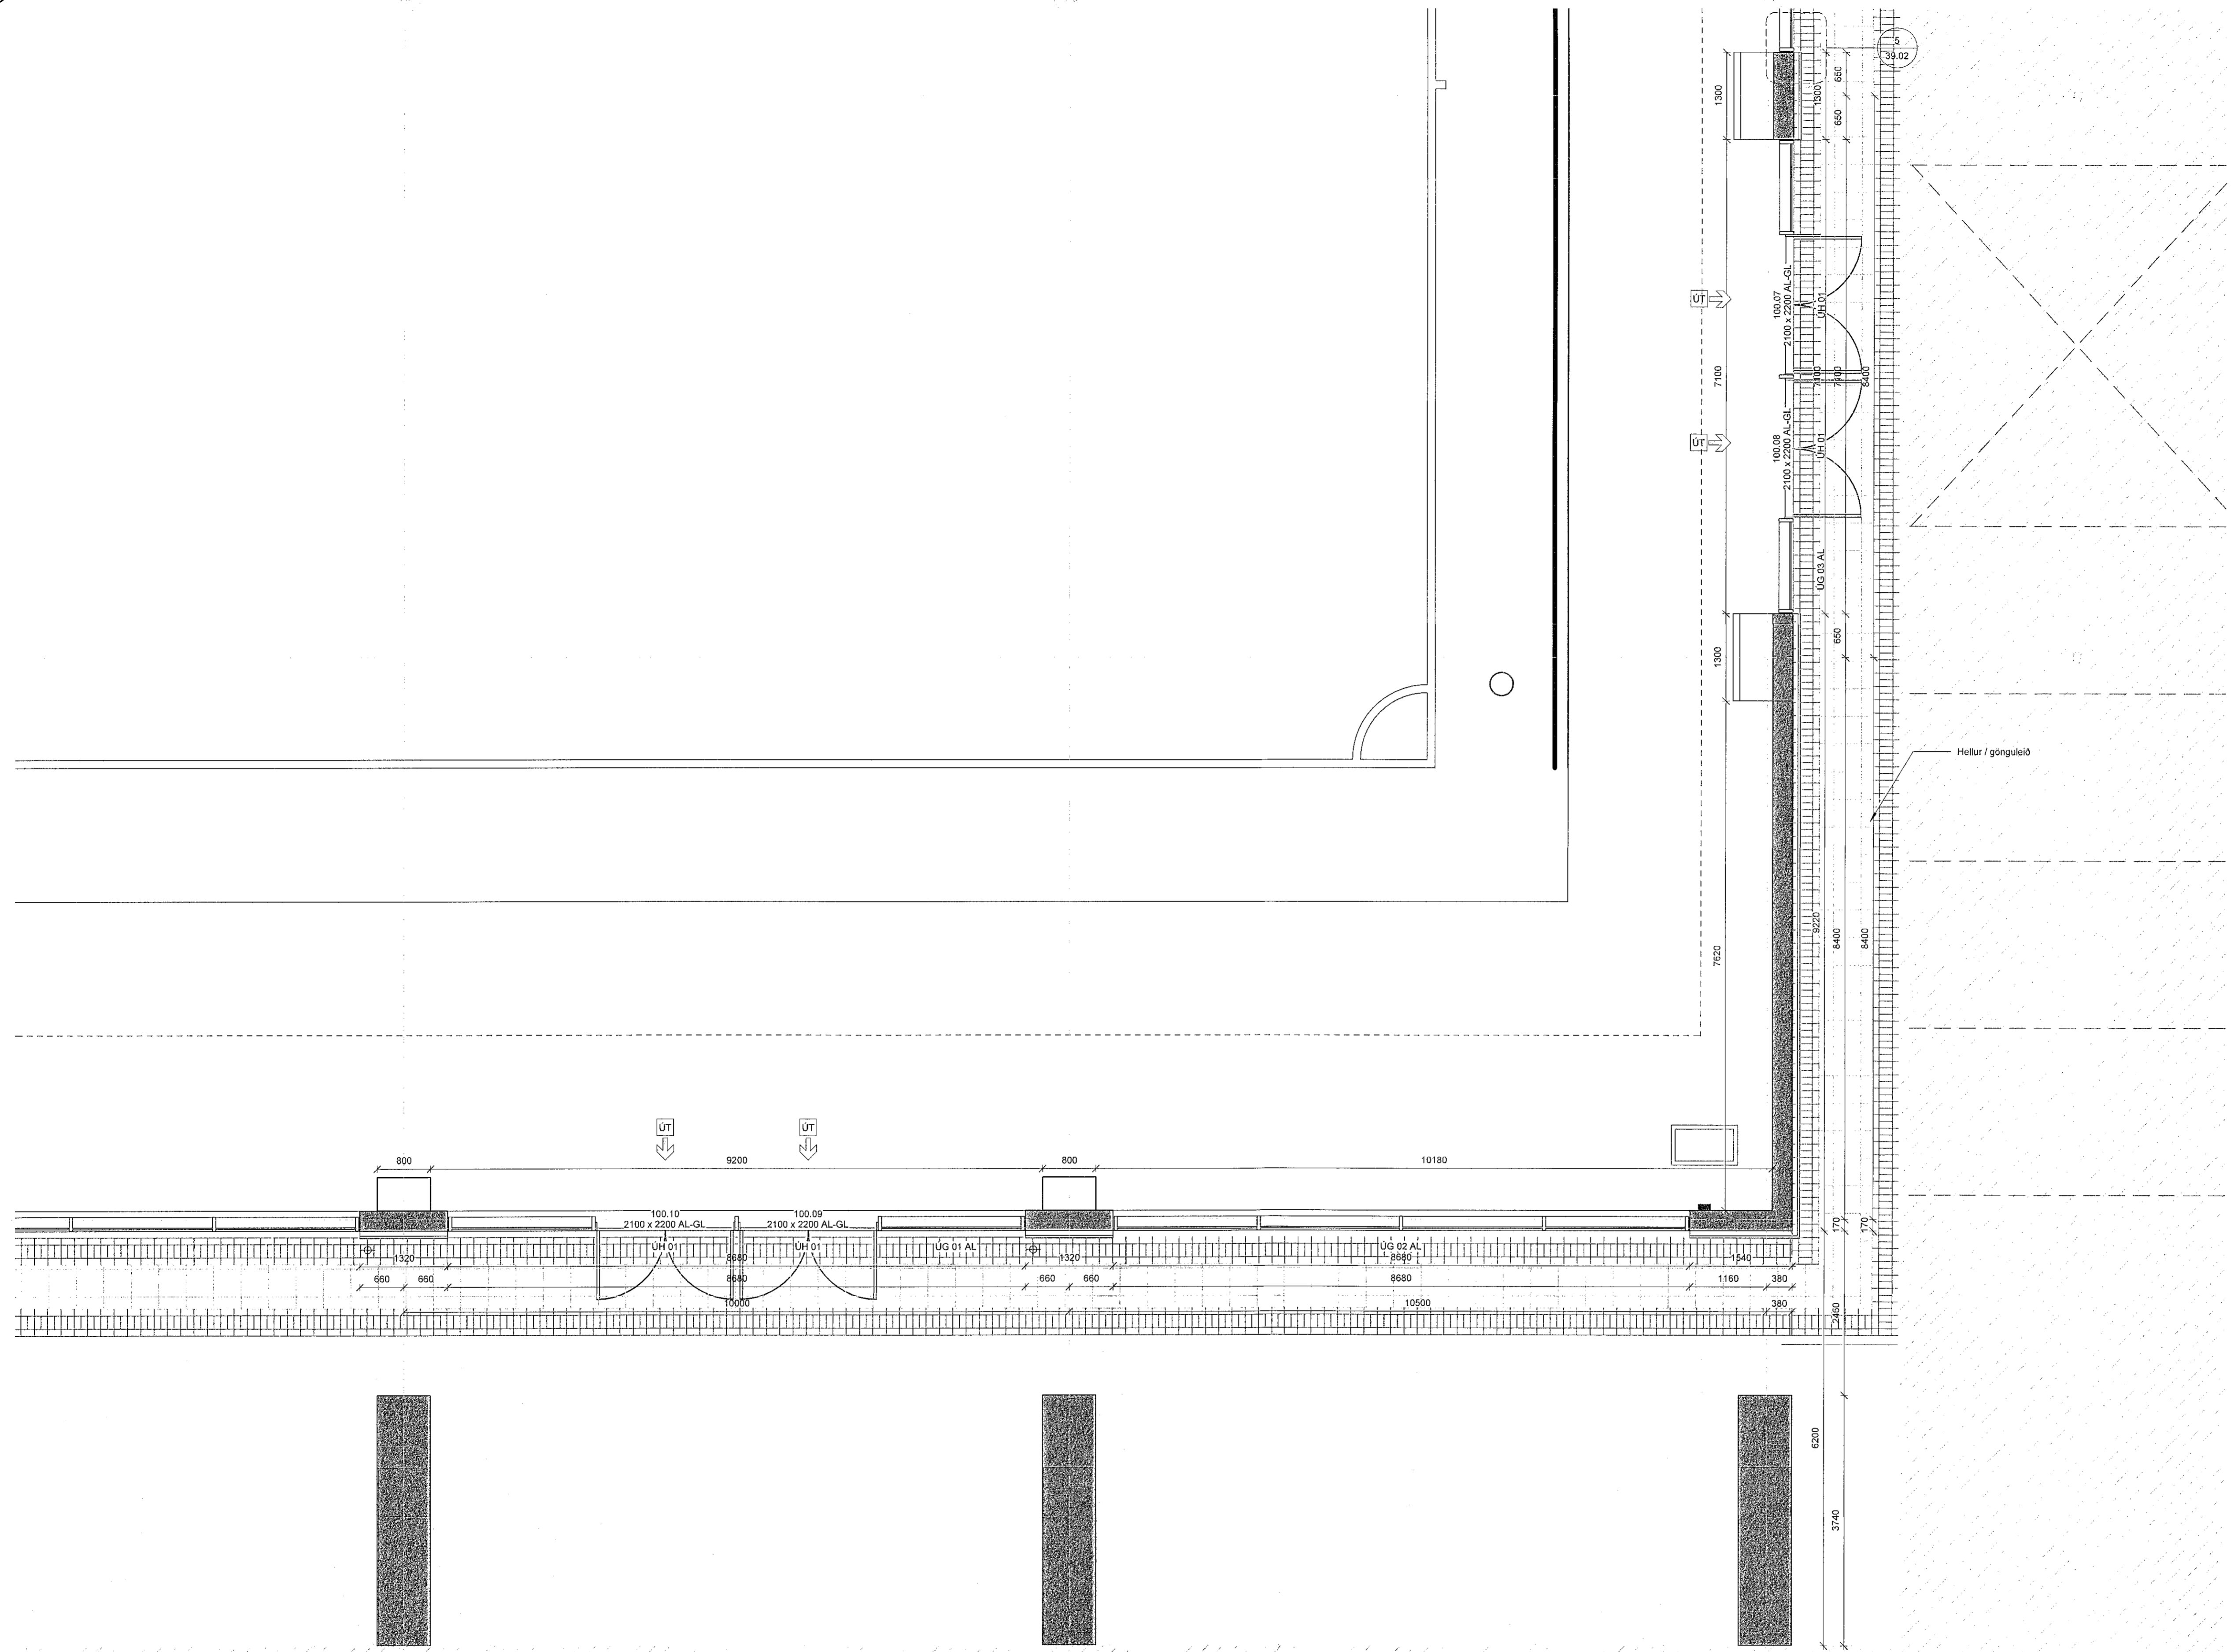 5
39.02
1300
1300
650
650
ÚT
100.07
2100 x 2200 AL-GL
ÚH 01
7100
7100
7100
8400
ÚT
100.08
2100 x 2200 AL-GL
ÚH 01
ÚG 03 AL
1300
650
Hellur / gönguleið
7620
9220
8400
8400
ÚT
ÚT
800
9200
800
10180
100.10
2100 x 2200 AL-GL
100.09
2100 x 2200 AL-GL
170
170
ÚH 01
ÚH 01
ÚG 01 AL
ÚG 02 AL
1320
8680
1320
8680
1540
660
660
8680
660
660
8680
1160
380
10000
10500
380
2460
6200
3740